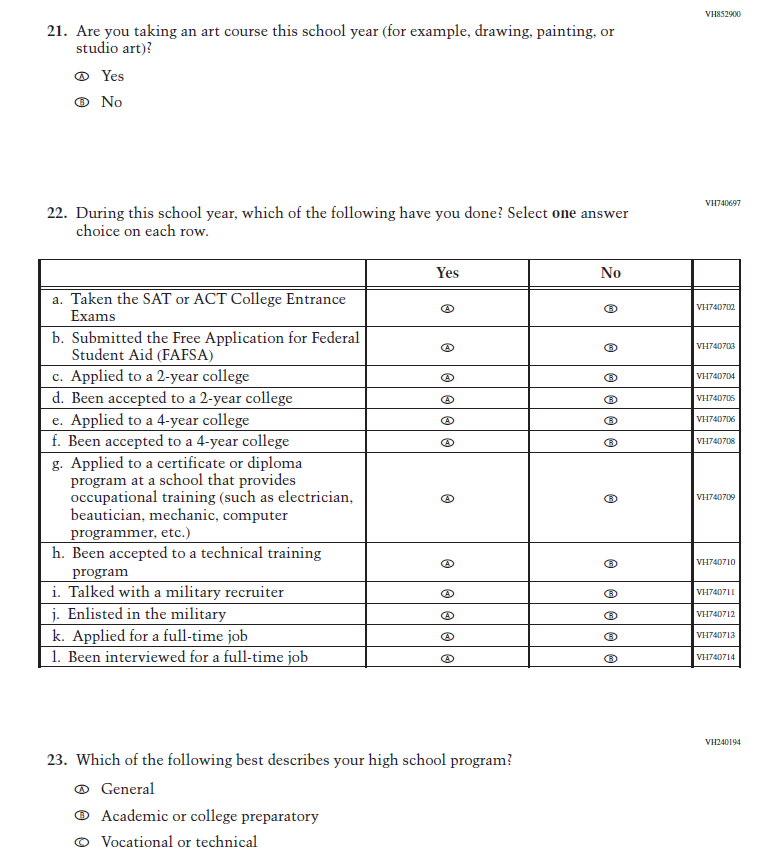 VH852900
21. Are you taking an art course this school year (for example, drawing, painting, or
studio art)?
Ⓐ Yes
Ⓑ No
VH740697
22. During this school year, which of the following have you done? Select one answer
choice on each row.
Yes No
a. Taken the SAT or ACT College Entrance
Exams
Ⓐ Ⓑ VH740702
b. Submitted the Free Application for Federal
Student Aid (FAFSA)
Ⓐ Ⓑ VH740703
c. Applied to a 2-year college Ⓐ Ⓑ VH740704
d. Been accepted to a 2-year college Ⓐ Ⓑ VH740705
e. Applied to a 4-year college Ⓐ Ⓑ VH740706
f. Been accepted to a 4-year college Ⓐ Ⓑ VH740708
g. Applied to a certificate or diploma
program at a school that provides
occupational training (such as electrician,
beautician, mechanic, computer
programmer, etc.)
Ⓐ Ⓑ VH740709
h. Been accepted to a technical training
program
Ⓐ Ⓑ VH740710
i. Talked with a military recruiter Ⓐ Ⓑ VH740711
j. Enlisted in the military Ⓐ Ⓑ VH740712
k. Applied for a full-time job Ⓐ Ⓑ VH740713
l. Been interviewed for a full-time job Ⓐ Ⓑ VH740714
VH240194
23. Which of the following best describes your high school program?
Ⓐ General
Ⓑ Academic or college preparatory
Ⓒ Vocational or technical